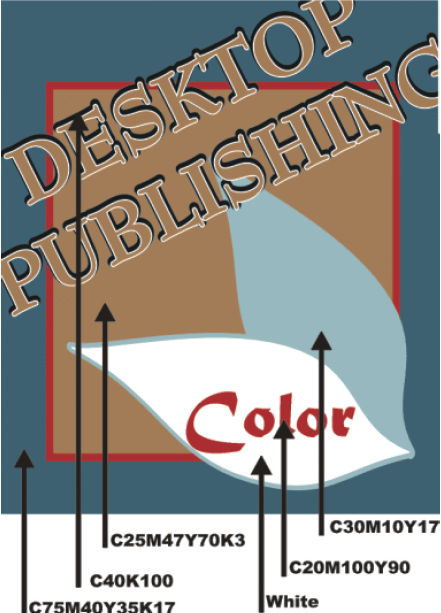 DESKTOP
PUBLISHING
Color
C30M10Y17
C25M47Y70K3
C20M100Y90
C40K100
White
C75M40Y35K17